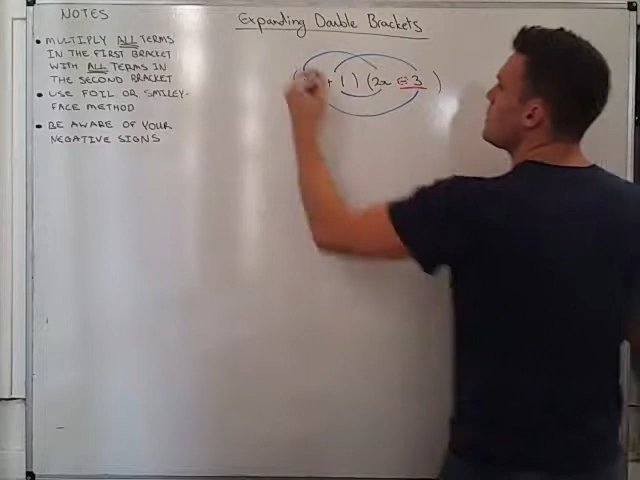 NOTES
Expanding Double Brackets
• MULTIPLY ALL TERMS
IN THE FIRST BRACKET
WITH ALL TERMS IN
THE SECOND BRACKET
• USE FOIL OR SMILEY-
FACE METHOD
• BE AWARE OF YOUR
NEGATIVE SIGNS
( + 1 ) (2x - 3 )